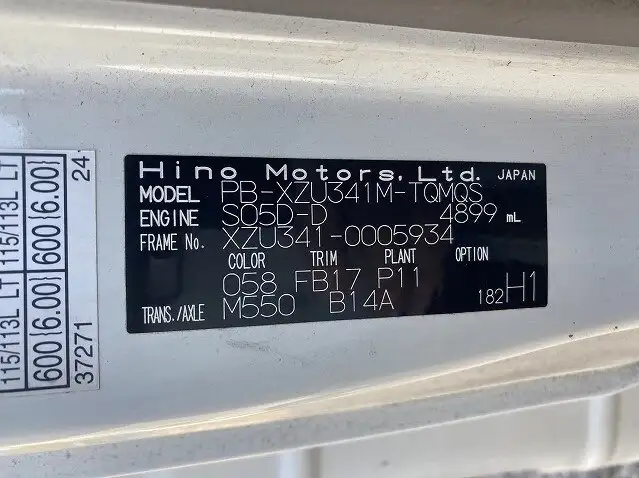 Hino Motors, Ltd. JAPAN
MODEL PB-XZU341M-TQMQS
ENGINE S05D-D 4899 mL
FRAME No. XZU341-0005934
COLOR TRIM PLANT OPTION
058 FB17 P11
TRANS./AXLE M550 B14A 182H1
115/113L LT 115/113L LT
600 (6.00) 600 (6.00)
37271 24